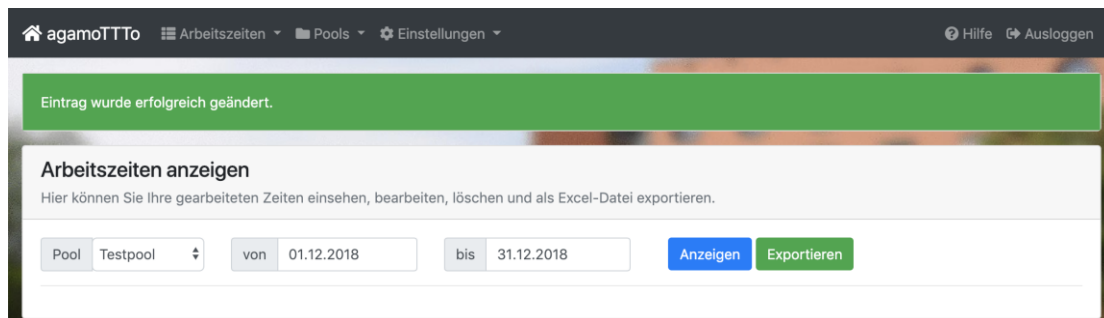 agamoTTTo Arbeitszeiten Pools Einstellungen Hilfe Ausloggen
Eintrag wurde erfolgreich geändert.
Arbeitszeiten anzeigen
Hier können Sie Ihre gearbeiteten Zeiten einsehen, bearbeiten, löschen und als Excel-Datei exportieren.
Pool Testpool von 01.12.2018 bis 31.12.2018 Anzeigen Exportieren